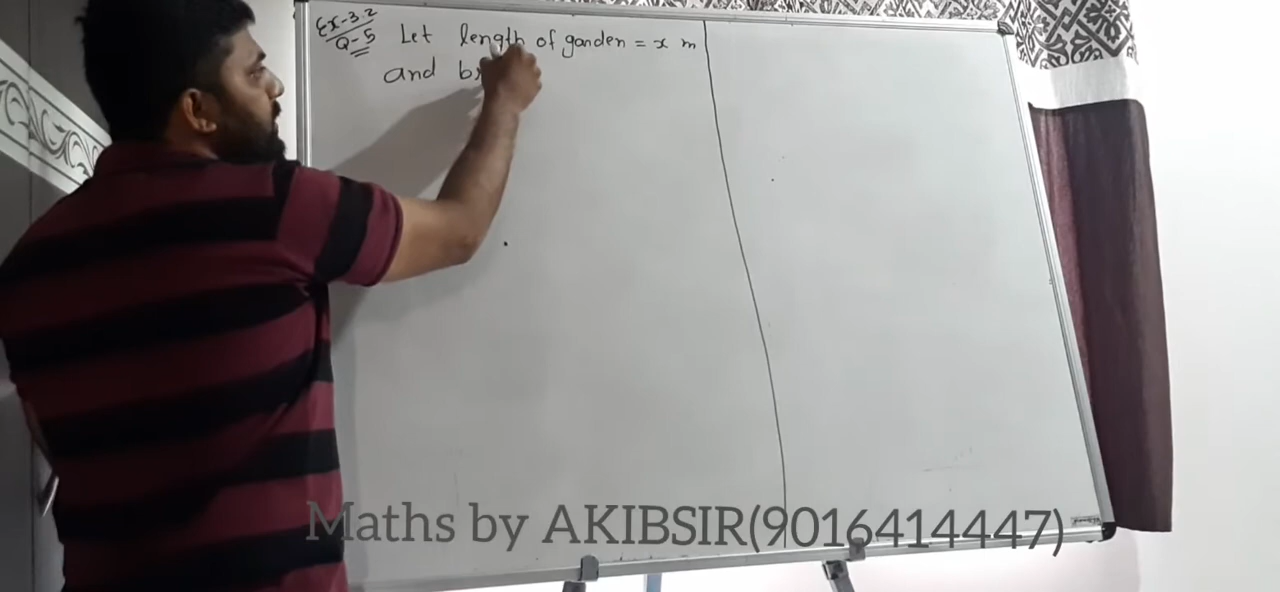 Ex-3.2
Q-5
Let length of garden = x m
and b
Maths by AKIBSIR(9016414447)